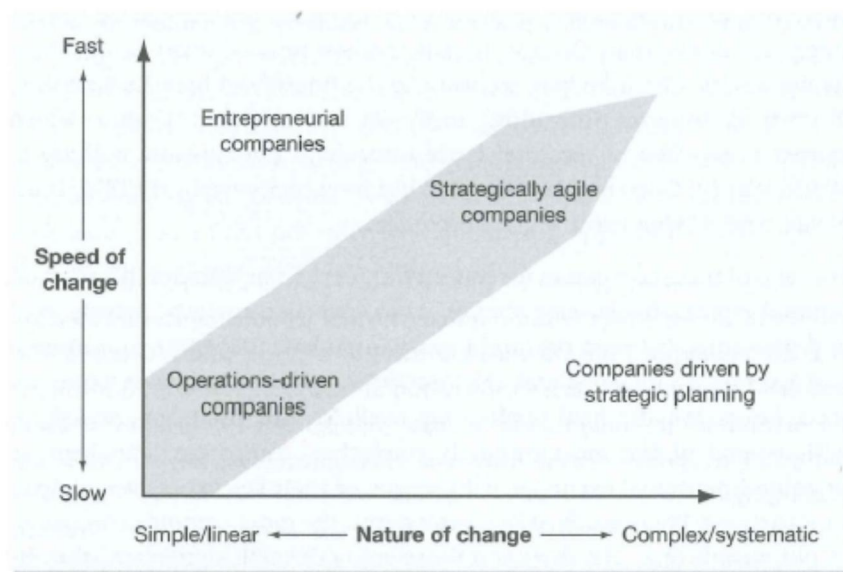 Fast
Entrepreneurial
companies
Strategically agile
companies
Speed of
change
Operations-driven
companies
Companies driven by
strategic planning
Slow
Simple/linear
Nature of change
Complex/systematic